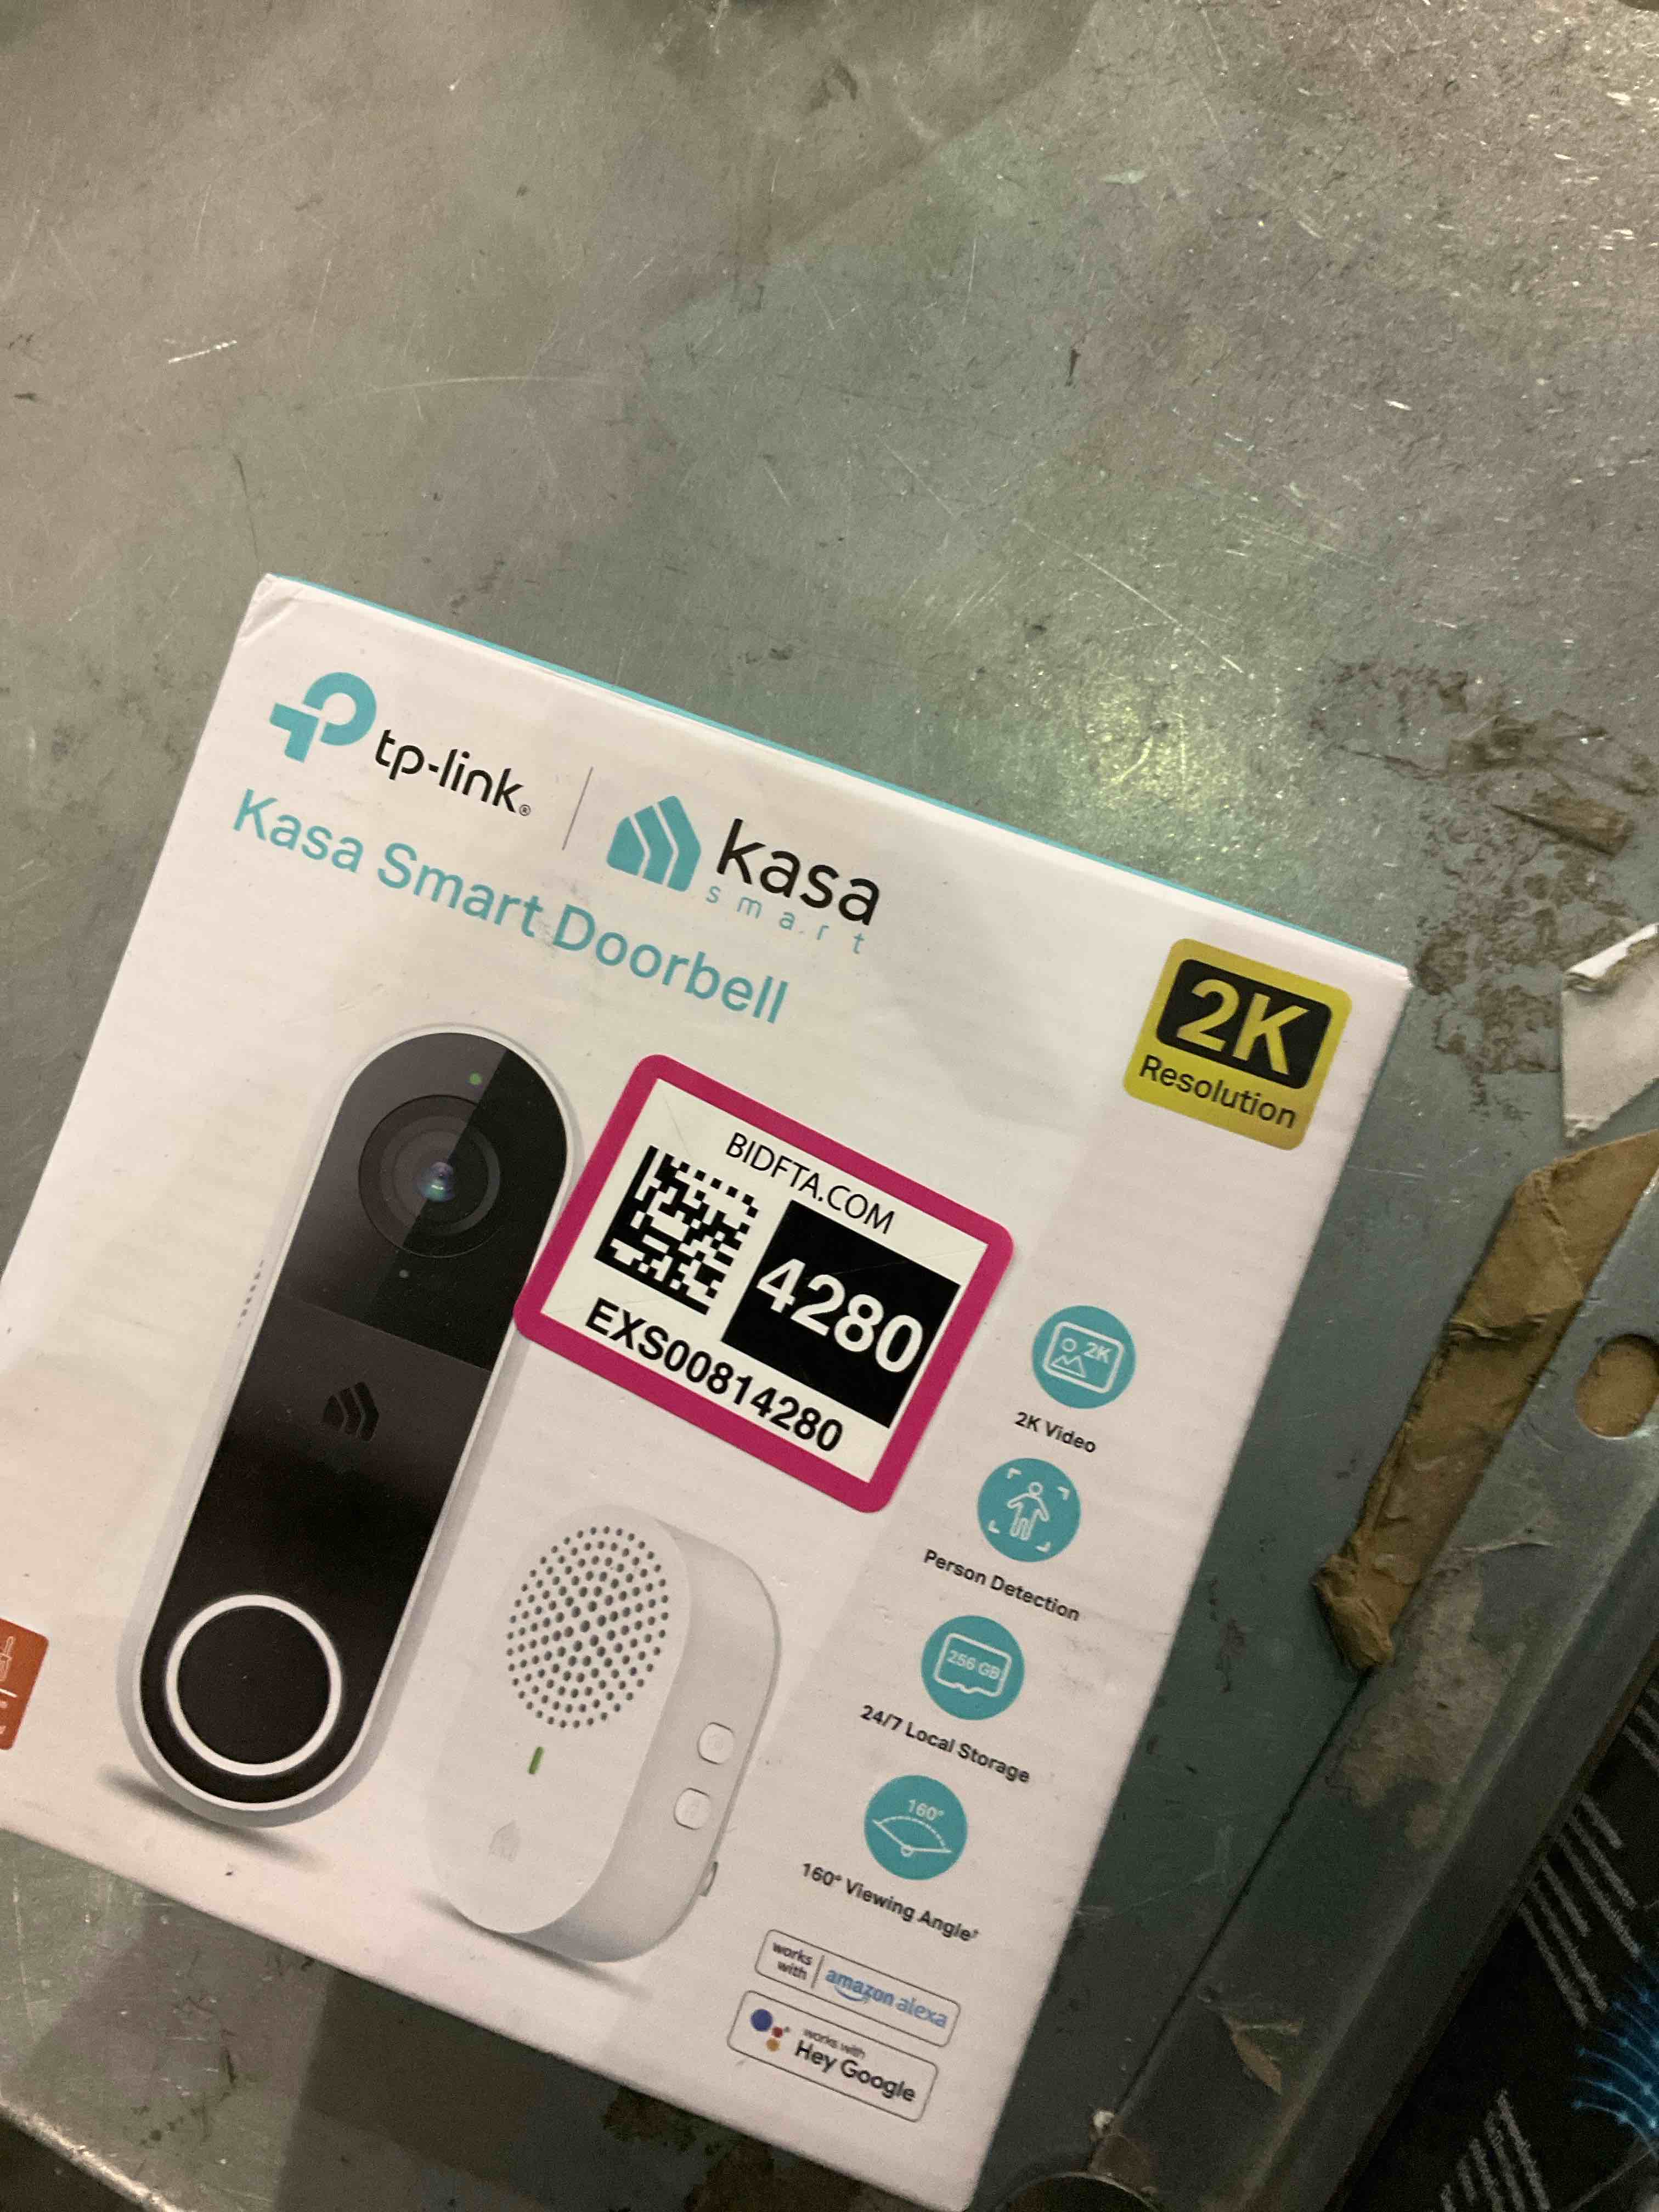 tp-link®
kasa
smart
Kasa Smart Doorbell
2K
Resolution
BIDFTA.COM
4280
EXS00814280
2K
2K Video
Person Detection
256 GB
24/7 Local Storage
160°
160° Viewing Angle†
works with
amazon alexa
works with
Hey Google